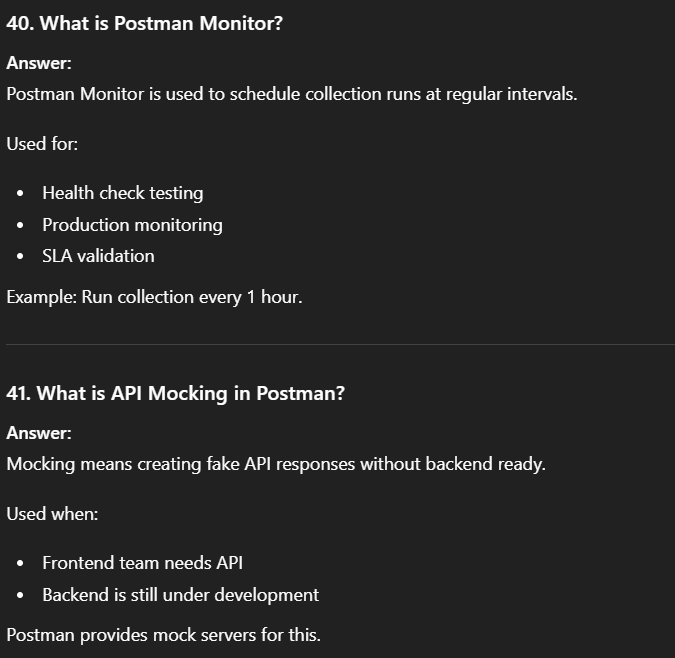 40. What is Postman Monitor?
Answer:
Postman Monitor is used to schedule collection runs at regular intervals.
Used for:
• Health check testing
• Production monitoring
• SLA validation
Example: Run collection every 1 hour.
41. What is API Mocking in Postman?
Answer:
Mocking means creating fake API responses without backend ready.
Used when:
• Frontend team needs API
• Backend is still under development
Postman provides mock servers for this.